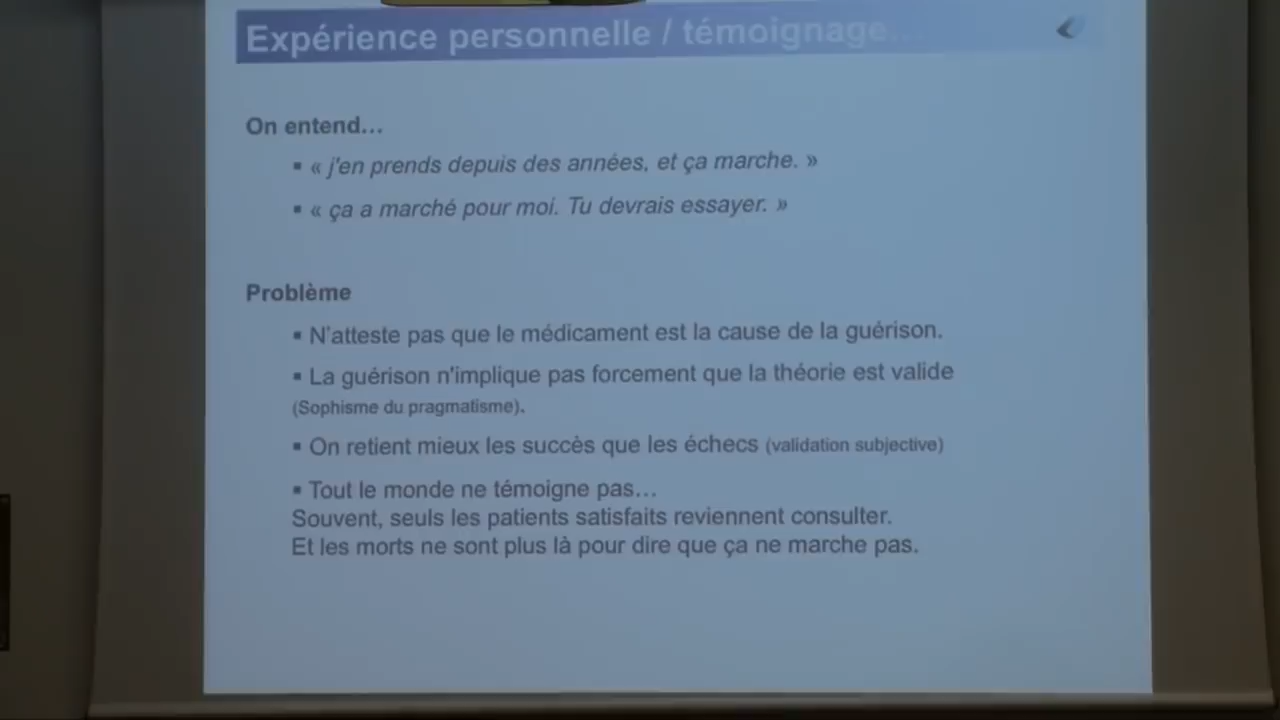 Expérience personnelle / témoignage...
On entend...
▪ « j'en prends depuis des années, et ça marche. »
▪ « ça a marché pour moi. Tu devrais essayer. »
Problème
▪ N'atteste pas que le médicament est la cause de la guérison.
▪ La guérison n'implique pas forcement que la théorie est valide
(Sophisme du pragmatisme).
▪ On retient mieux les succès que les échecs (validation subjective)
▪ Tout le monde ne témoigne pas...
Souvent, seuls les patients satisfaits reviennent consulter.
Et les morts ne sont plus là pour dire que ça ne marche pas.